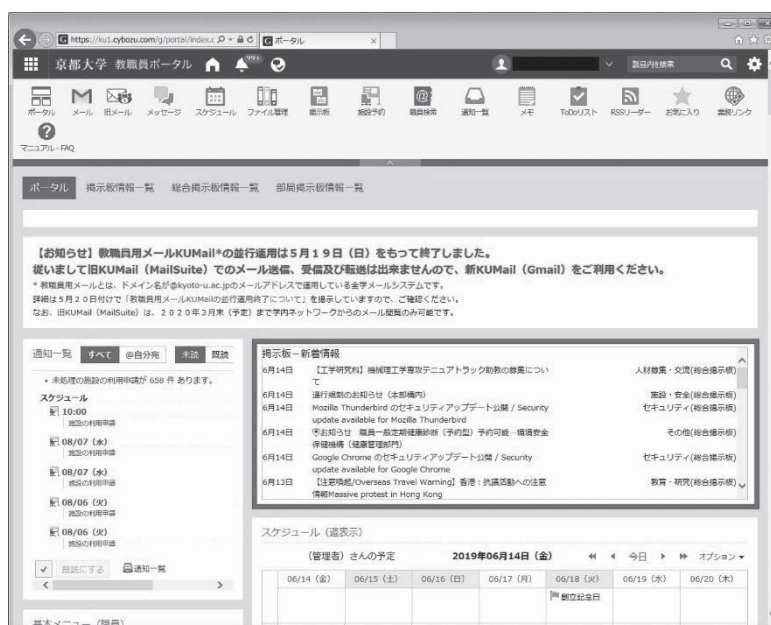 https://ku1.cybozu.com/g/portal/index.c
ポータル
京都大学 教職員ポータル
99+
製品内検索
ポータル
メール
旧メール
メッセージ
スケジュール
ファイル管理
掲示板
施設予約
職員検索
通知一覧
メモ
ToDoリスト
RSSリーダー
お気に入り
業務リンク
マニュアル・FAQ
ポータル 掲示板情報一覧 総合掲示板情報一覧 部局掲示板情報一覧
【お知らせ】教職員用メールKUMail*の並行運用は5月19日（日）をもって終了しました。
従いまして旧KUMail（MailSuite）でのメール送信、受信及び転送は出来ませんので、新KUMail（Gmail）をご利用ください。
* 教職員用メールとは、ドメイン名が@kyoto-u.ac.jpのメールアドレスで運用している全学メールシステムです。
詳細は5月20日付けで「教職員用メールKUMailの並行運用終了について」を掲示していますので、ご確認ください。
なお、旧KUMail（MailSuite）は、2020年3月末（予定）まで学内ネットワークからのメール閲覧のみ可能です。
通知一覧 すべて @自分宛 未読 既読
・未処理の施設の利用申請が 658 件 あります。
スケジュール
10:00
施設の利用申請
08/07（水）
施設の利用申請
08/07（水）
施設の利用申請
08/06（火）
施設の利用申請
08/06（火）
施設の利用申請
既読にする 通知一覧
基本メニュー（職員）
掲示板－新着情報
6月14日 【工学研究科】機械理工学専攻テニュアトラック助教の募集につい 人材募集・交流(総合掲示板)
て
6月14日 通行規制のお知らせ（本部構内） 施設・安全(総合掲示板)
6月14日 Mozilla Thunderbird のセキュリティアップデート公開 / Security セキュリティ(総合掲示板)
update available for Mozilla Thunderbird
6月14日 お知らせ 職員一般定期健康診断（予約型）予約可能…環境安全 その他(総合掲示板)
保健機構（健康管理部門）
6月14日 Google Chrome のセキュリティアップデート公開 / Security セキュリティ(総合掲示板)
update available for Google Chrome
6月13日 【注意喚起/Overseas Travel Warning】香港：抗議活動への注意 教育・研究(総合掲示板)
情報Massive protest in Hong Kong
スケジュール（週表示）
（管理者）さんの予定 2019年06月14日（金） 今日 オプション
06/14（金） 06/15（土） 06/16（日） 06/17（月） 06/18（火） 06/19（水） 06/20（木）
創立記念日